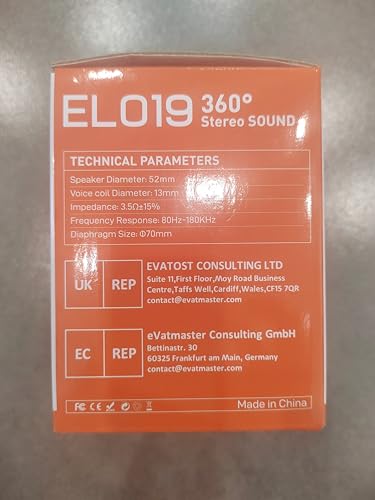 ELO19 360°
Stereo SOUND
TECHNICAL PARAMETERS
Speaker Diameter: 52mm
Voice coil Diameter: 13mm
Impedance: 3.5Ω±15%
Frequency Response: 80Hz-180KHz
Diaphragm Size: Φ70mm
UK REP
EVATOST CONSULTING LTD
Suite 11,First Floor,Moy Road Business
Centre,Taffs Well,Cardiff,Wales,CF15 7QR
contact@evatmaster.com
EC REP
eVatmaster Consulting GmbH
Bettinastr. 30
60325 Frankfurt am Main, Germany
contact@evatmaster.com
FC CE
Made in China